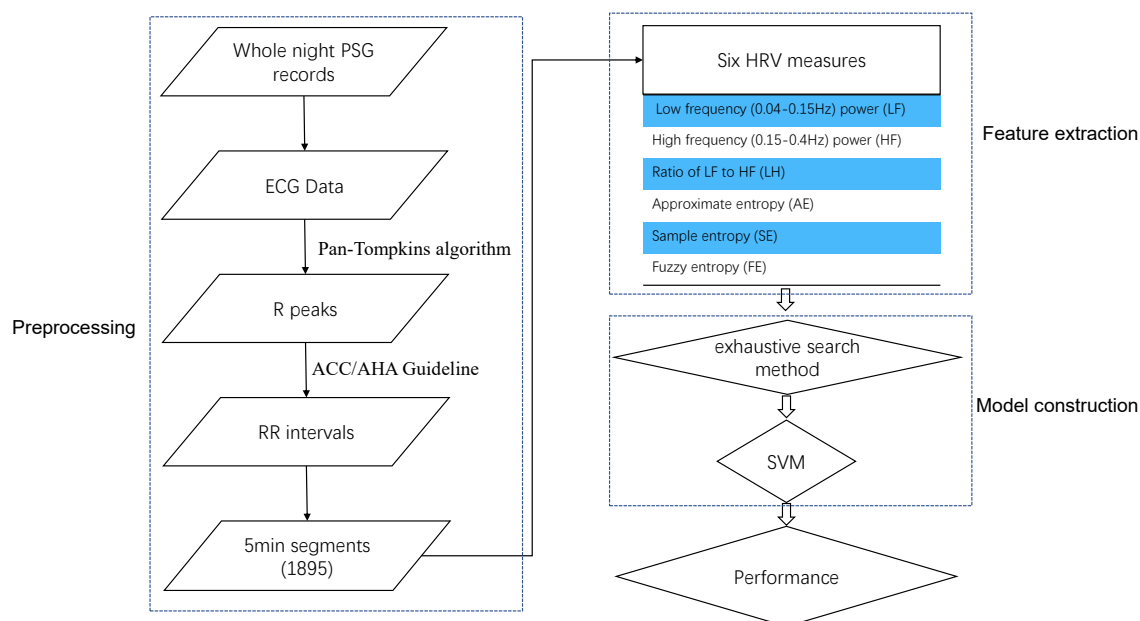 Preprocessing
Whole night PSG
records
ECG Data
Pan-Tompkins algorithm
R peaks
ACC/AHA Guideline
RR intervals
5min segments
(1895)
Six HRV measures
Low frequency (0.04-0.15Hz) power (LF)
High frequency (0.15-0.4Hz) power (HF)
Ratio of LF to HF (LH)
Approximate entropy (AE)
Sample entropy (SE)
Fuzzy entropy (FE)
Feature extraction
exhaustive search
method
SVM
Model construction
Performance